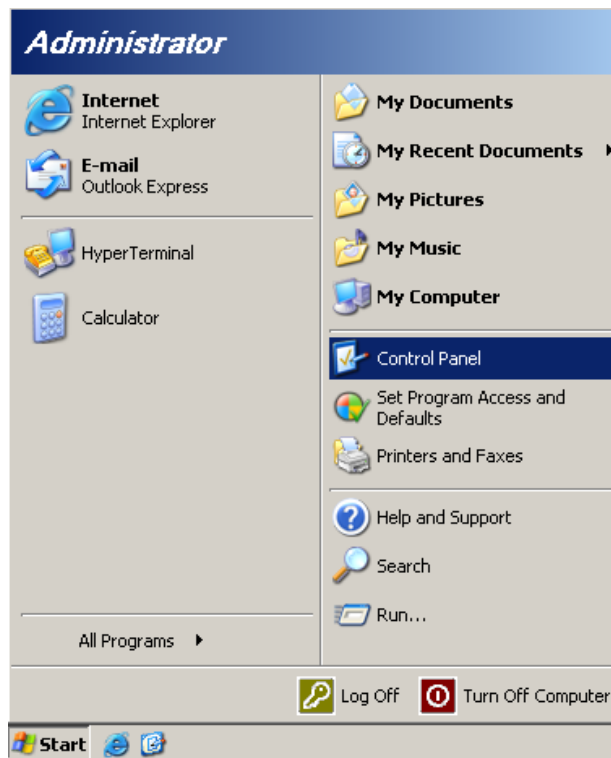 Administrator
Internet
Internet Explorer
E-mail
Outlook Express
HyperTerminal
Calculator
All Programs
My Documents
My Recent Documents
My Pictures
My Music
My Computer
Control Panel
Set Program Access and
Defaults
Printers and Faxes
Help and Support
Search
Run...
Log Off
Turn Off Computer
Start